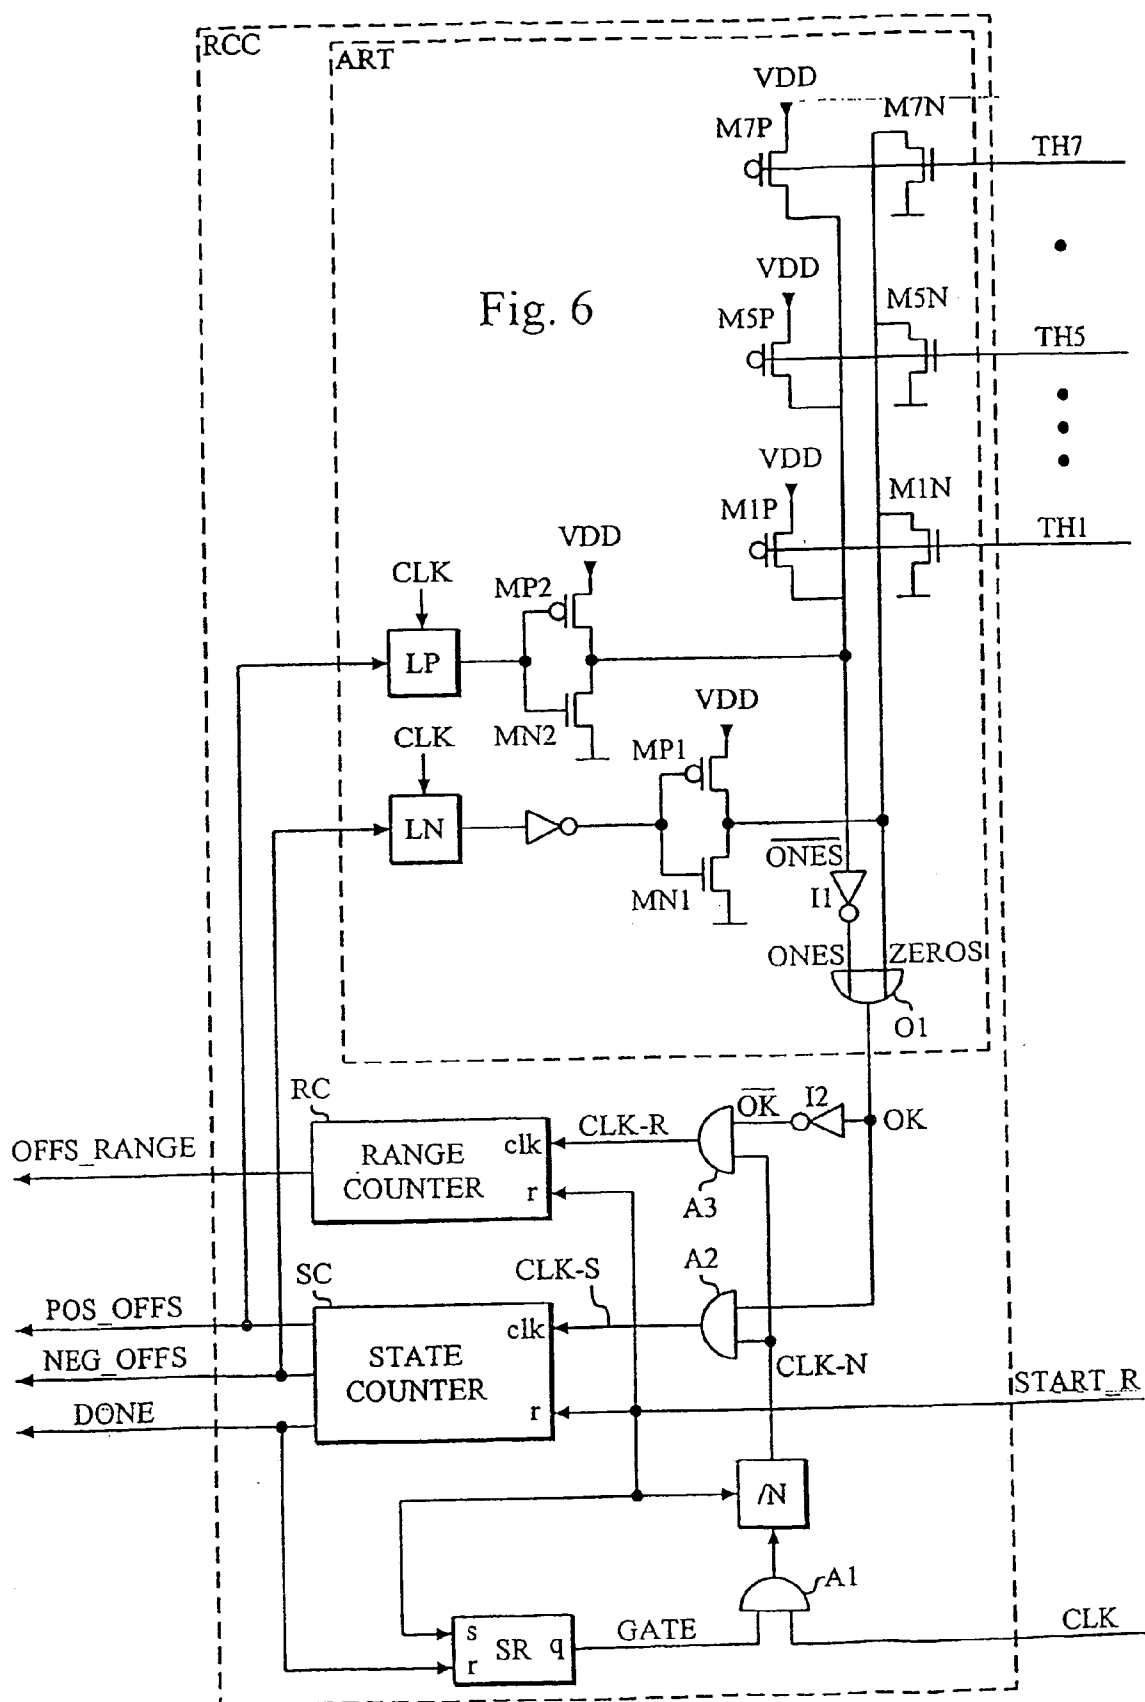 RCC
ART
VDD
M7P
M7N
TH7
VDD
Fig. 6
M5P
M5N
TH5
VDD
M1P
M1N
TH1
VDD
CLK
MP2
LP
MN2
VDD
CLK
MP1
LN
ONES
MN1
I1
ONES
ZEROS
O1
RC
OK
I2
OK
OFFS_RANGE
RANGE
COUNTER
clk
r
CLK-R
A3
SC
CLK-S
A2
POS_OFFS
NEG_OFFS
DONE
STATE
COUNTER
clk
r
CLK-N
START_R
/N
A1
s
r
SR
q
GATE
CLK